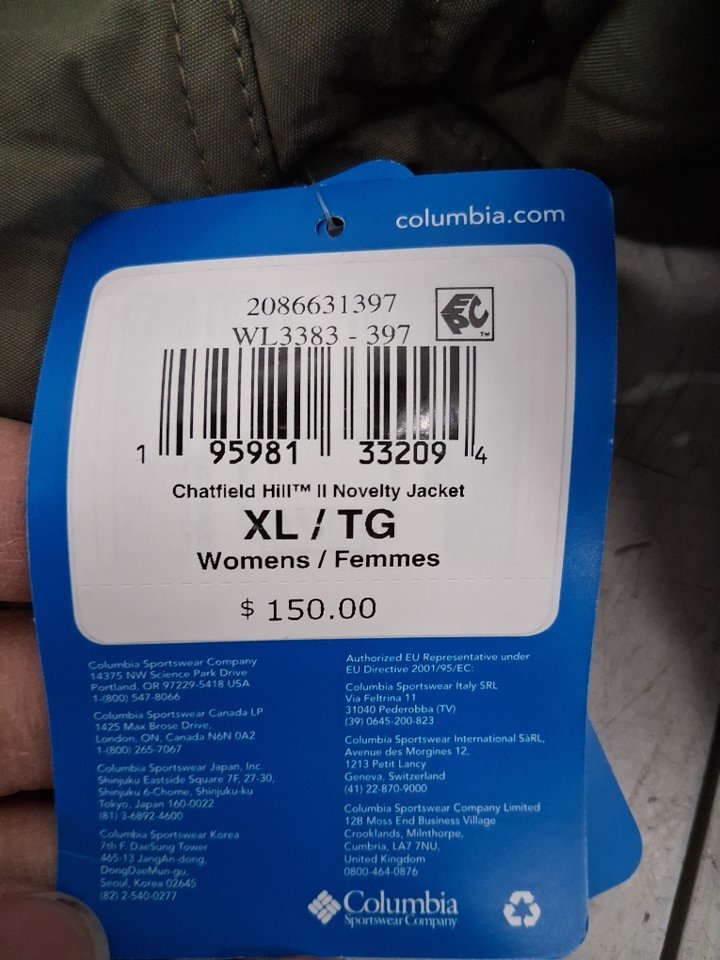 columbia.com
2086631397
WL3383 - 397
EPC
TM
1 95981 33209 4
Chatfield Hill™ II Novelty Jacket
XL / TG
Womens / Femmes
$ 150.00
Columbia Sportswear Company
14375 NW Science Park Drive
Portland, OR 97229-5418 USA
1-(800) 547-8066
Columbia Sportswear Canada LP
1425 Max Brose Drive,
London, ON, Canada N6N 0A2
1-(800) 265-7067
Columbia Sportswear Japan, Inc.
Shinjuku Eastside Square 7F, 27-30,
Shinjuku 6-Chome, Shinjuku-ku
Tokyo, Japan 160-0022
(81) 3-6892-4600
Columbia Sportswear Korea
7th F. DaeSung Tower
465-13 JangAn-dong,
DongDaeMun-gu,
Seoul, Korea 02645
(82) 2-540-0277
Authorized EU Representative under
EU Directive 2001/95/EC:
Columbia Sportswear Italy SRL
Via Feltrina 11
31040 Pederobba (TV)
(39) 0645-200-823
Columbia Sportswear International SàRL,
Avenue des Morgines 12,
1213 Petit Lancy
Geneva, Switzerland
(41) 22-870-9000
Columbia Sportswear Company Limited
12B Moss End Business Village
Crooklands, Milnthorpe,
Cumbria, LA7 7NU,
United Kingdom
0800-464-0876
Columbia
Sportswear Company